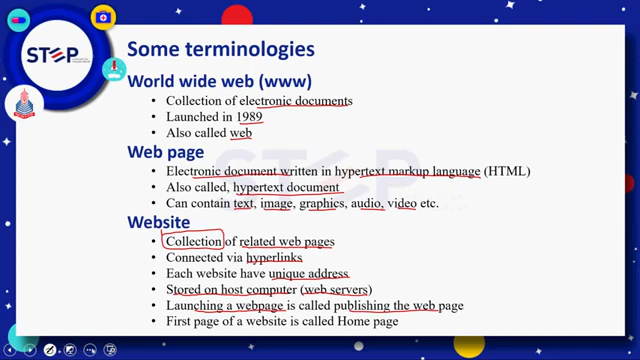 STEP
Some terminologies
World wide web (www)
• Collection of electronic documents
• Launched in 1989
• Also called web
Web page
• Electronic document written in hypertext markup language (HTML)
• Also called, hypertext document
• Can contain text, image, graphics, audio, video etc.
Website
• Collection of related web pages
• Connected via hyperlinks
• Each website have unique address
• Stored on host computer (web servers)
• Launching a webpage is called publishing the web page
• First page of a website is called Home page
STEP